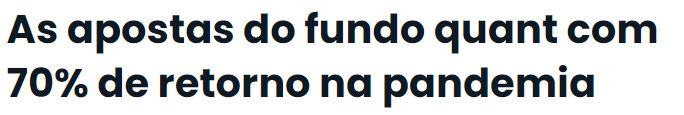 As apostas do fundo quant com
70% de retorno na pandemia